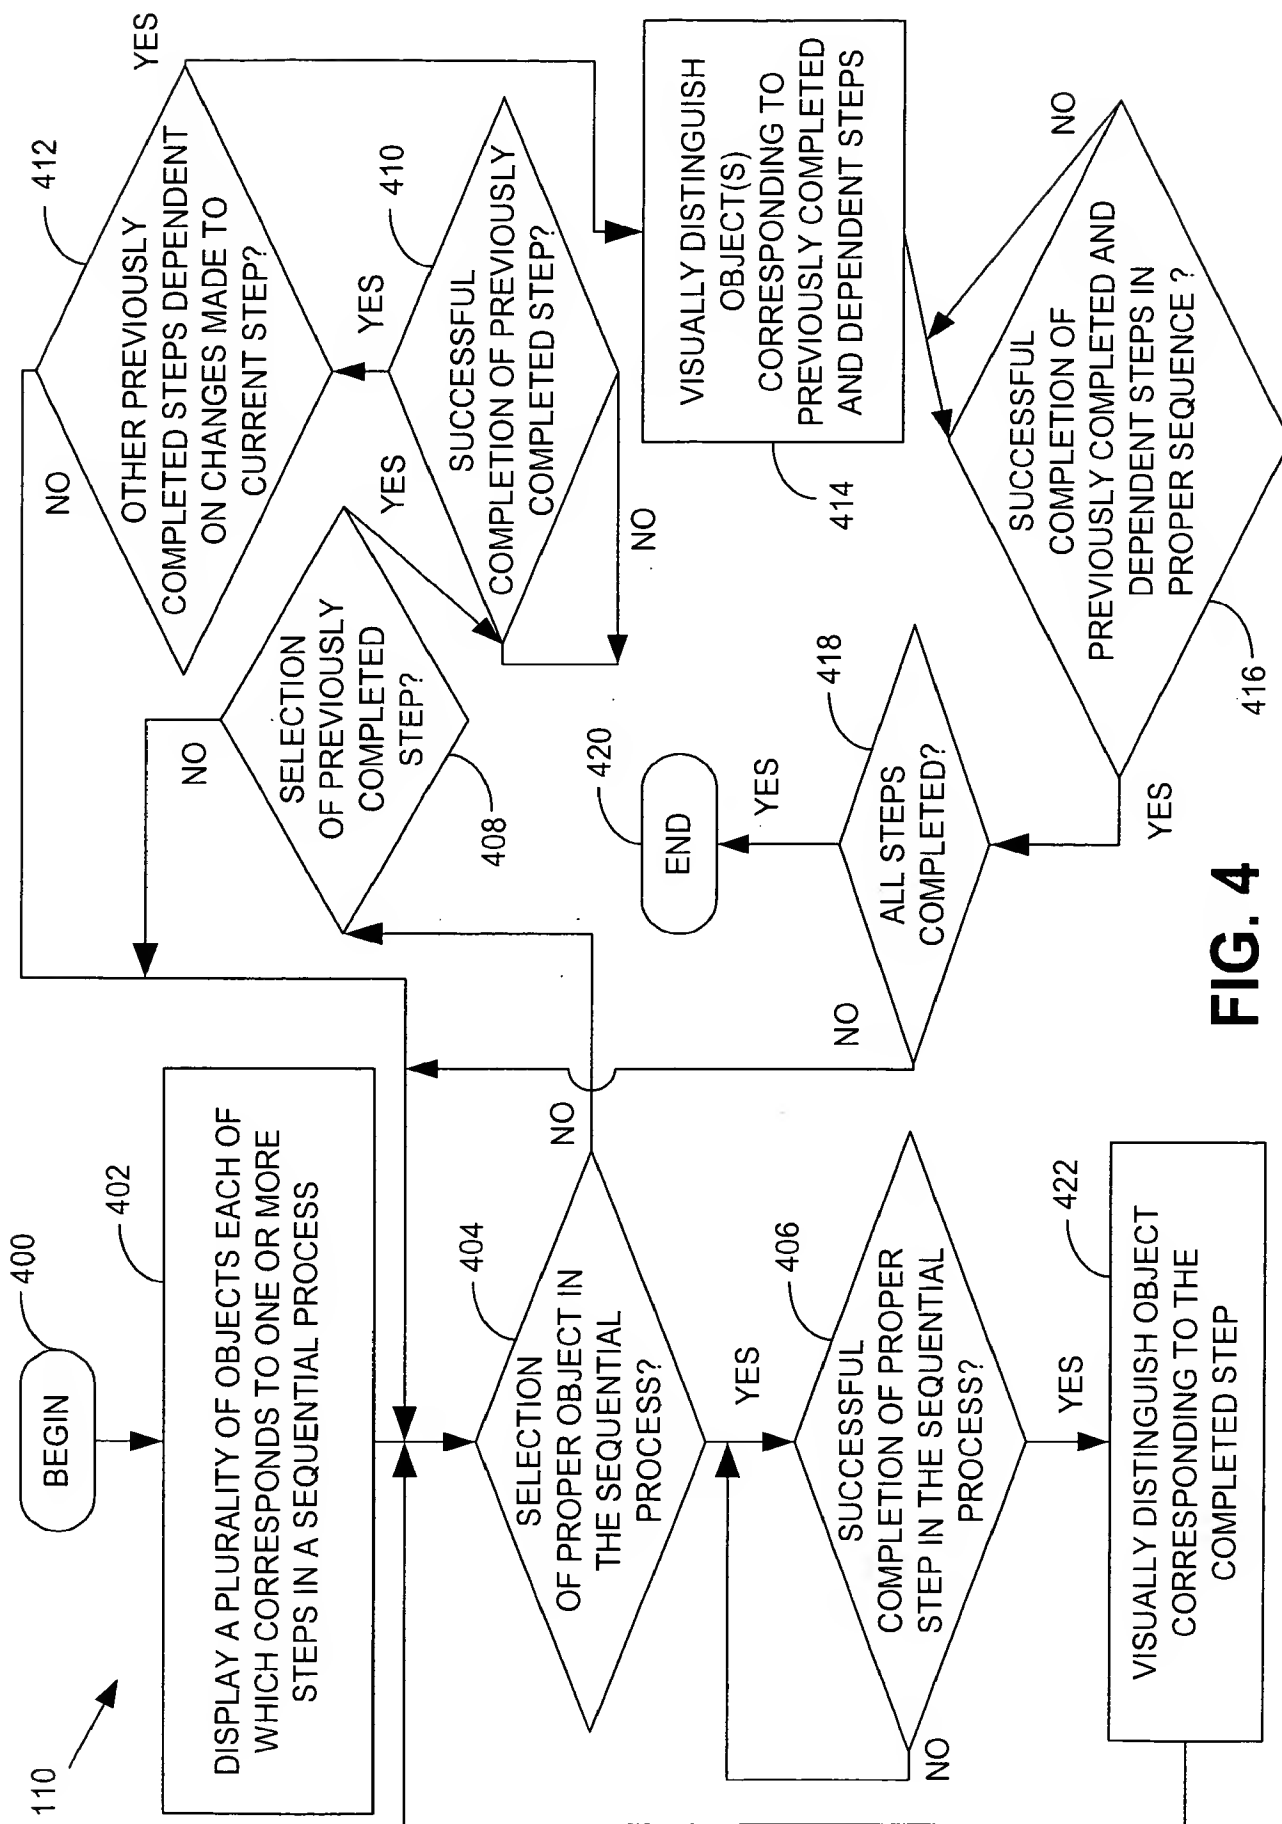 110
400
BEGIN
402
DISPLAY A PLURALITY OF OBJECTS EACH OF
WHICH CORRESPONDS TO ONE OR MORE
STEPS IN A SEQUENTIAL PROCESS
404
SELECTION
OF PROPER OBJECT IN
THE SEQUENTIAL
PROCESS?
NO
YES
406
SUCCESSFUL
COMPLETION OF PROPER
STEP IN THE SEQUENTIAL
PROCESS?
NO
YES
422
VISUALLY DISTINGUISH OBJECT
CORRESPONDING TO THE
COMPLETED STEP
NO
SELECTION
OF PREVIOUSLY
COMPLETED
STEP?
408
YES
412
OTHER PREVIOUSLY
COMPLETED STEPS DEPENDENT
ON CHANGES MADE TO
CURRENT STEP?
NO
YES
YES
410
SUCCESSFUL
COMPLETION OF PREVIOUSLY
COMPLETED STEP?
NO
VISUALLY DISTINGUISH
OBJECT(S)
CORRESPONDING TO
PREVIOUSLY COMPLETED
AND DEPENDENT STEPS
414
NO
SUCCESSFUL
COMPLETION OF
PREVIOUSLY COMPLETED AND
DEPENDENT STEPS IN
PROPER SEQUENCE ?
416
YES
418
ALL STEPS
COMPLETED?
NO
YES
420
END
FIG. 4